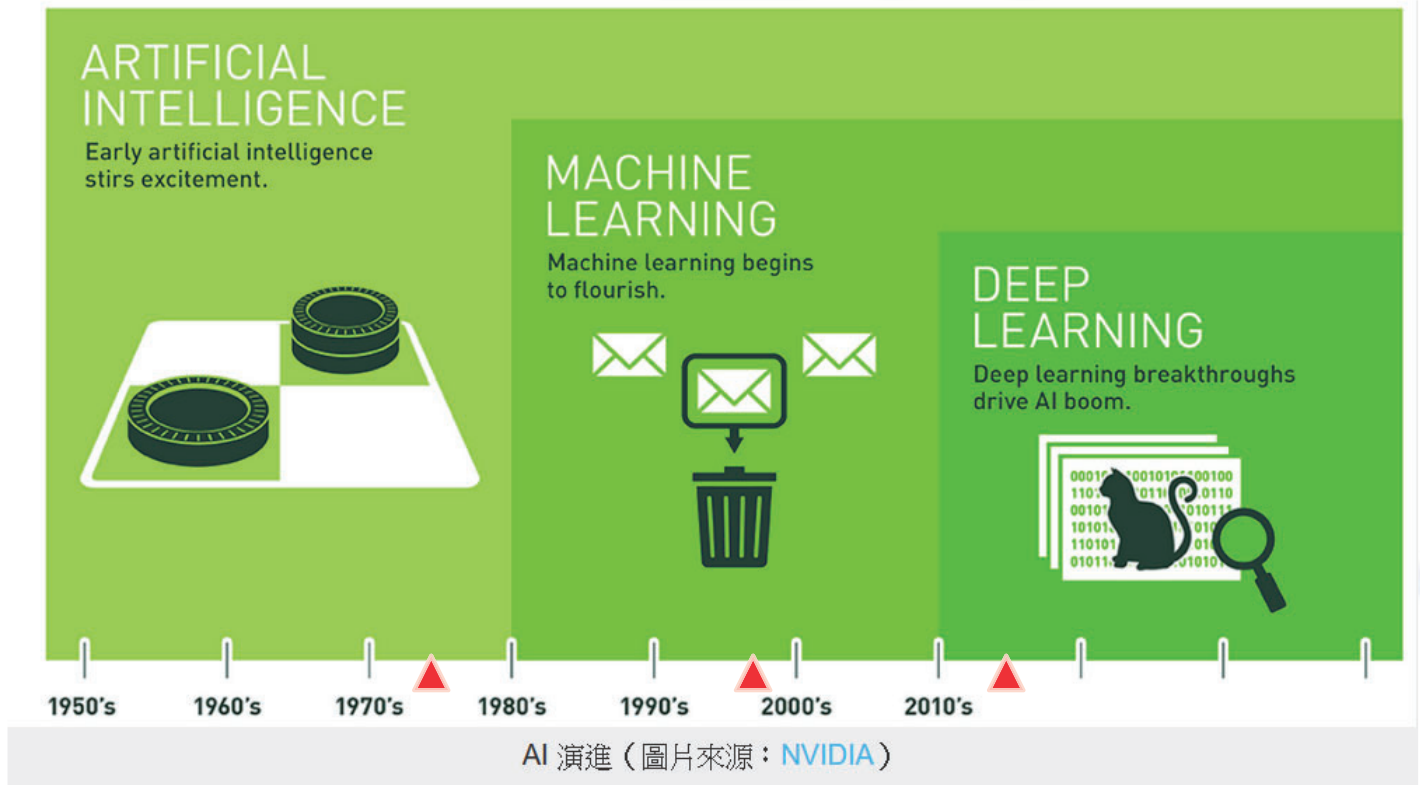 ARTIFICIAL
INTELLIGENCE
Early artificial intelligence
stirs excitement.
MACHINE
LEARNING
Machine learning begins
to flourish.
DEEP
LEARNING
Deep learning breakthroughs
drive AI boom.
1950's 1960's 1970's 1980's 1990's 2000's 2010's
AI 演進（圖片來源：NVIDIA）